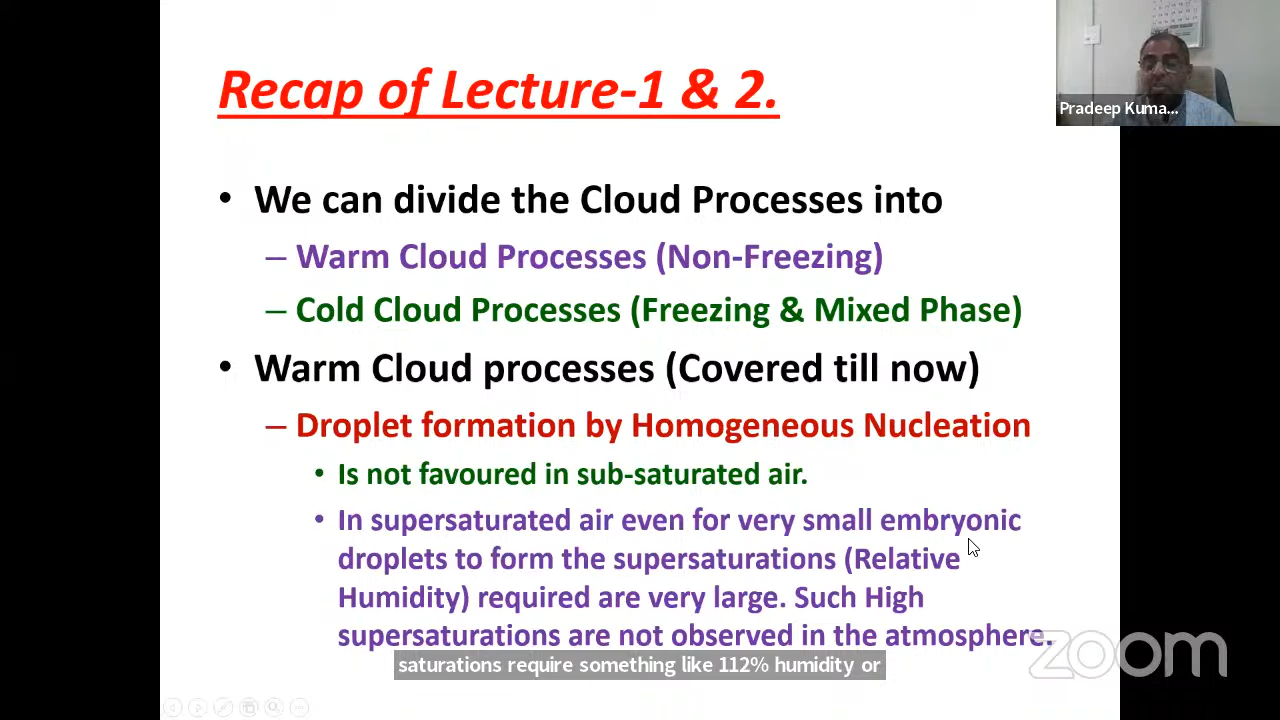 Recap of Lecture-1 & 2.
Pradeep Kuma...
• We can divide the Cloud Processes into
– Warm Cloud Processes (Non-Freezing)
– Cold Cloud Processes (Freezing & Mixed Phase)
• Warm Cloud processes (Covered till now)
– Droplet formation by Homogeneous Nucleation
• Is not favoured in sub-saturated air.
• In supersaturated air even for very small embryonic
droplets to form the supersaturations (Relative
Humidity) required are very large. Such High
supersaturations are not observed in the atmosphere.
saturations require something like 112% humidity or
zoom